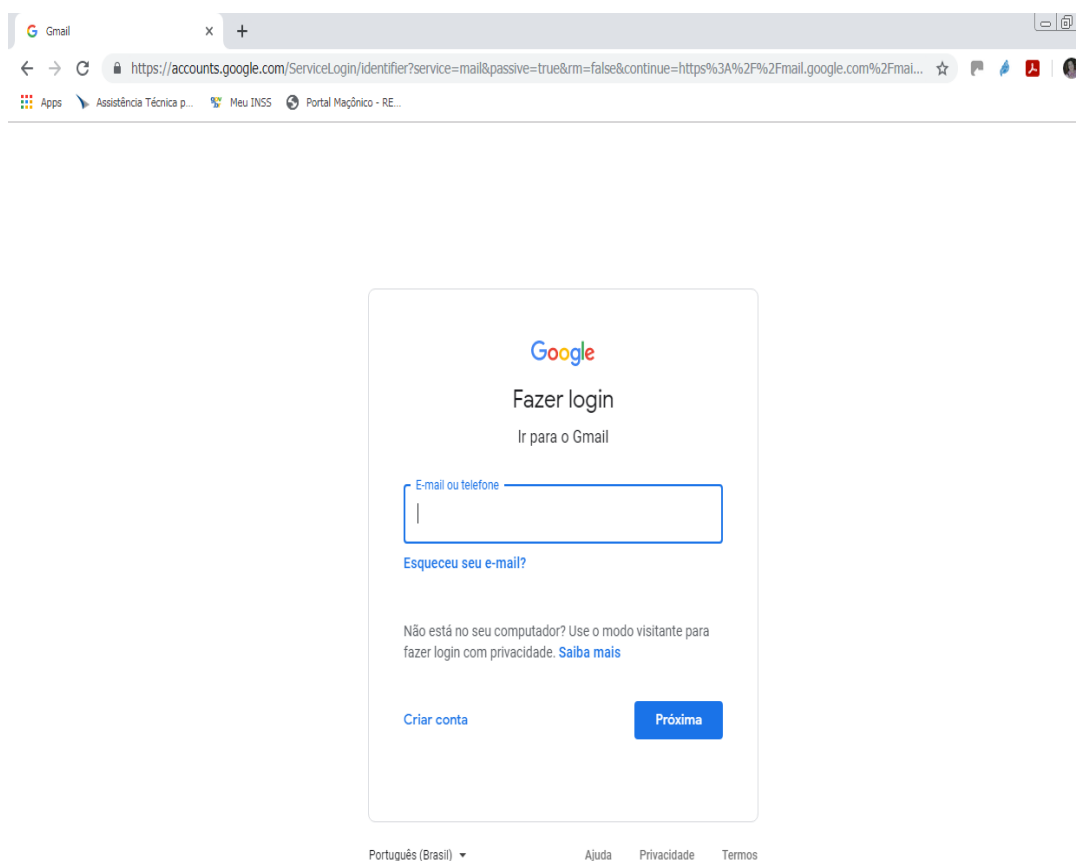 Gmail
https://accounts.google.com/ServiceLogin/identifier?service=mail&passive=true&rm=false&continue=https%3A%2F%2Fmail.google.com%2Fmai...
Apps Assistência Técnica p... Meu INSS Portal Maçônico - RE...
Google
Fazer login
Ir para o Gmail
E-mail ou telefone
Esqueceu seu e-mail?
Não está no seu computador? Use o modo visitante para
fazer login com privacidade. Saiba mais
Criar conta Próxima
Português (Brasil) Ajuda Privacidade Termos